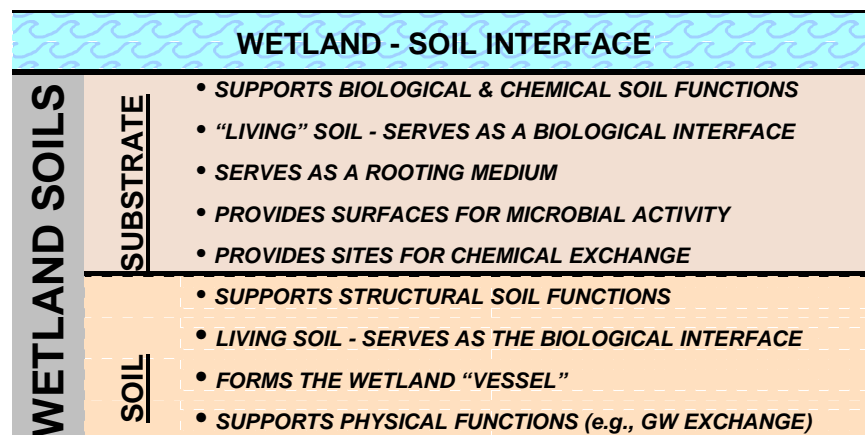 WETLAND - SOIL INTERFACE
WETLAND SOILS
SUBSTRATE
• SUPPORTS BIOLOGICAL & CHEMICAL SOIL FUNCTIONS
• “LIVING” SOIL - SERVES AS A BIOLOGICAL INTERFACE
• SERVES AS A ROOTING MEDIUM
• PROVIDES SURFACES FOR MICROBIAL ACTIVITY
• PROVIDES SITES FOR CHEMICAL EXCHANGE
SOIL
• SUPPORTS STRUCTURAL SOIL FUNCTIONS
• LIVING SOIL - SERVES AS THE BIOLOGICAL INTERFACE
• FORMS THE WETLAND “VESSEL”
• SUPPORTS PHYSICAL FUNCTIONS (e.g., GW EXCHANGE)